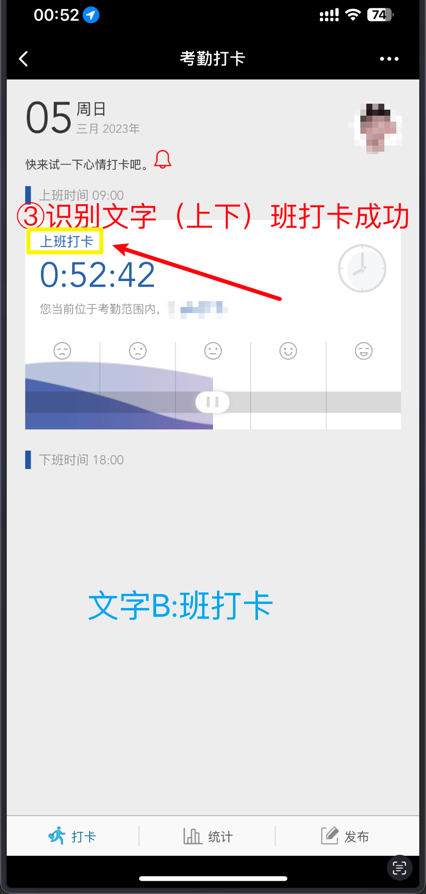 00:52
74
考勤打卡
05
周日
三月 2023年
快来试一下心情打卡吧。
上班时间 09:00
③识别文字（上下）班打卡成功
上班打卡
0:52:42
您当前位于考勤范围内，
下班时间 18:00
文字B:班打卡
打卡
统计
发布